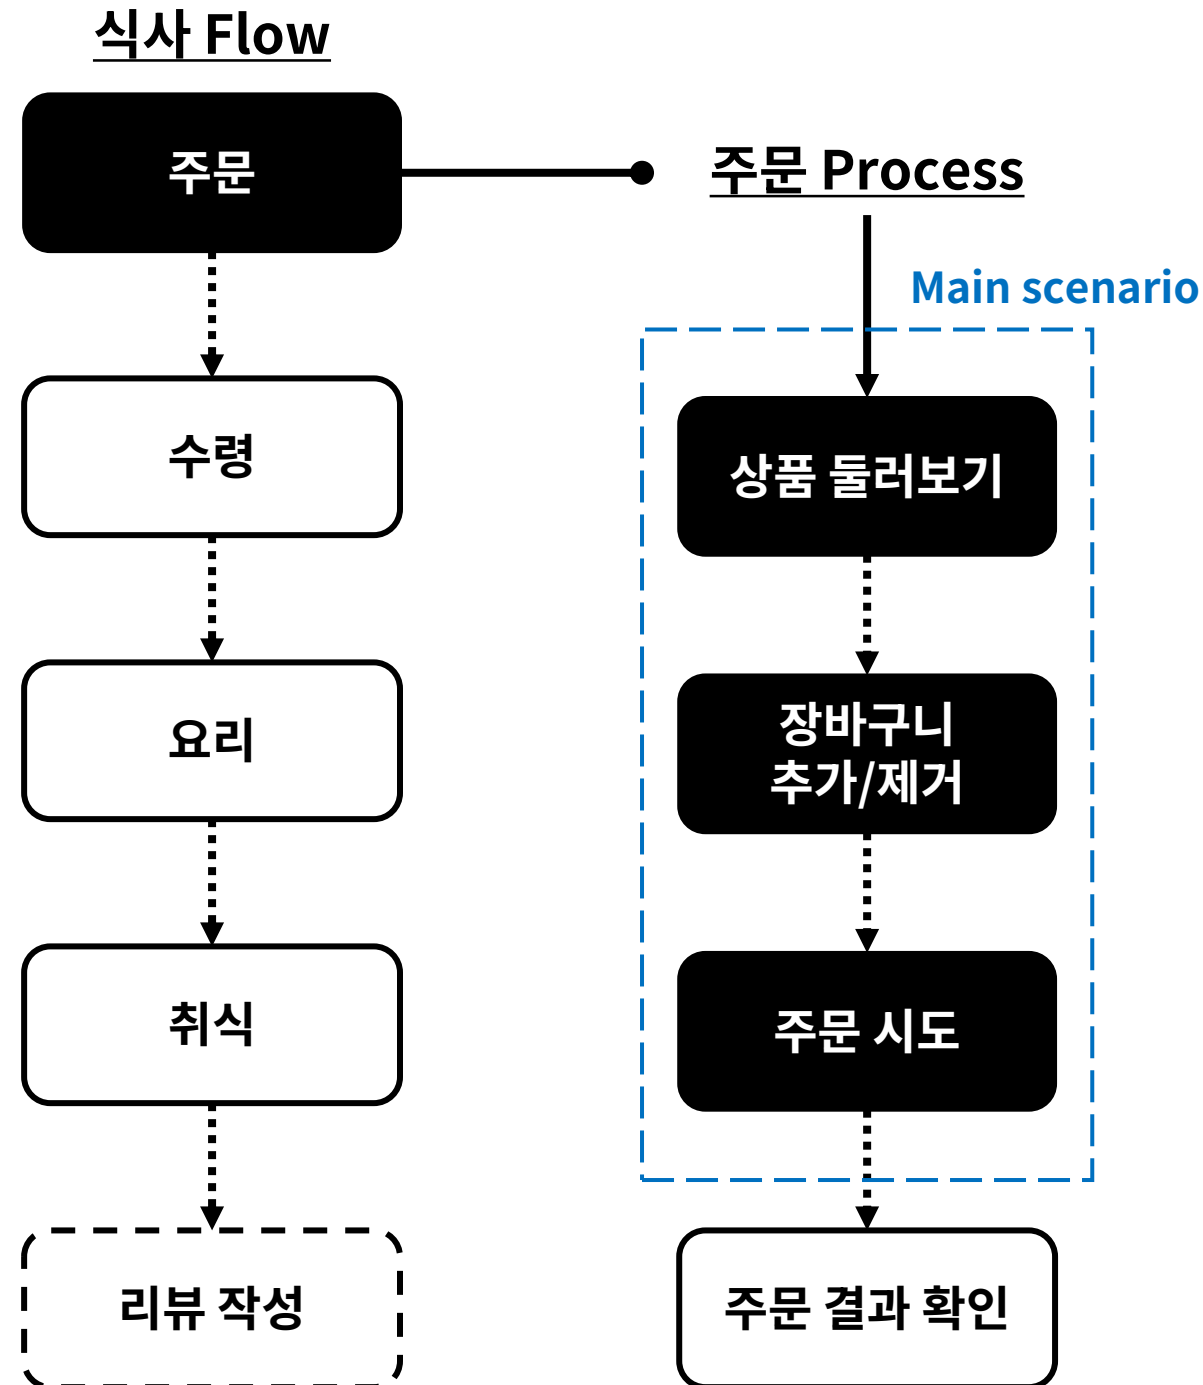 식사 Flow
주문
수령
요리
취식
리뷰 작성
주문 Process
Main scenario
상품 둘러보기
장바구니
추가/제거
주문 시도
주문 결과 확인